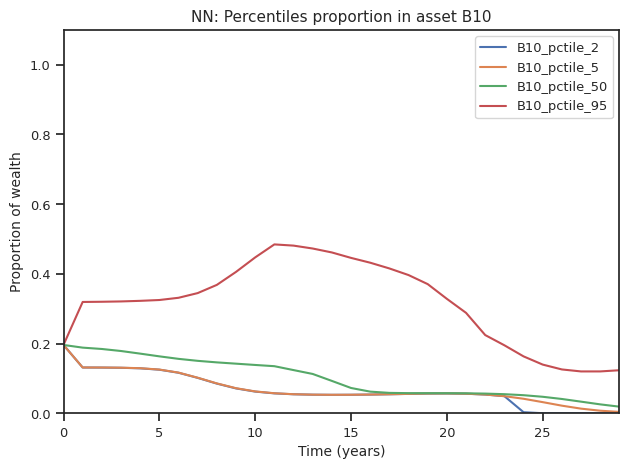 NN: Percentiles proportion in asset B10
B10_pctile_2
B10_pctile_5
B10_pctile_50
B10_pctile_95
Proportion of wealth
1.0
0.8
0.6
0.4
0.2
0.0
0 5 10 15 20 25
Time (years)